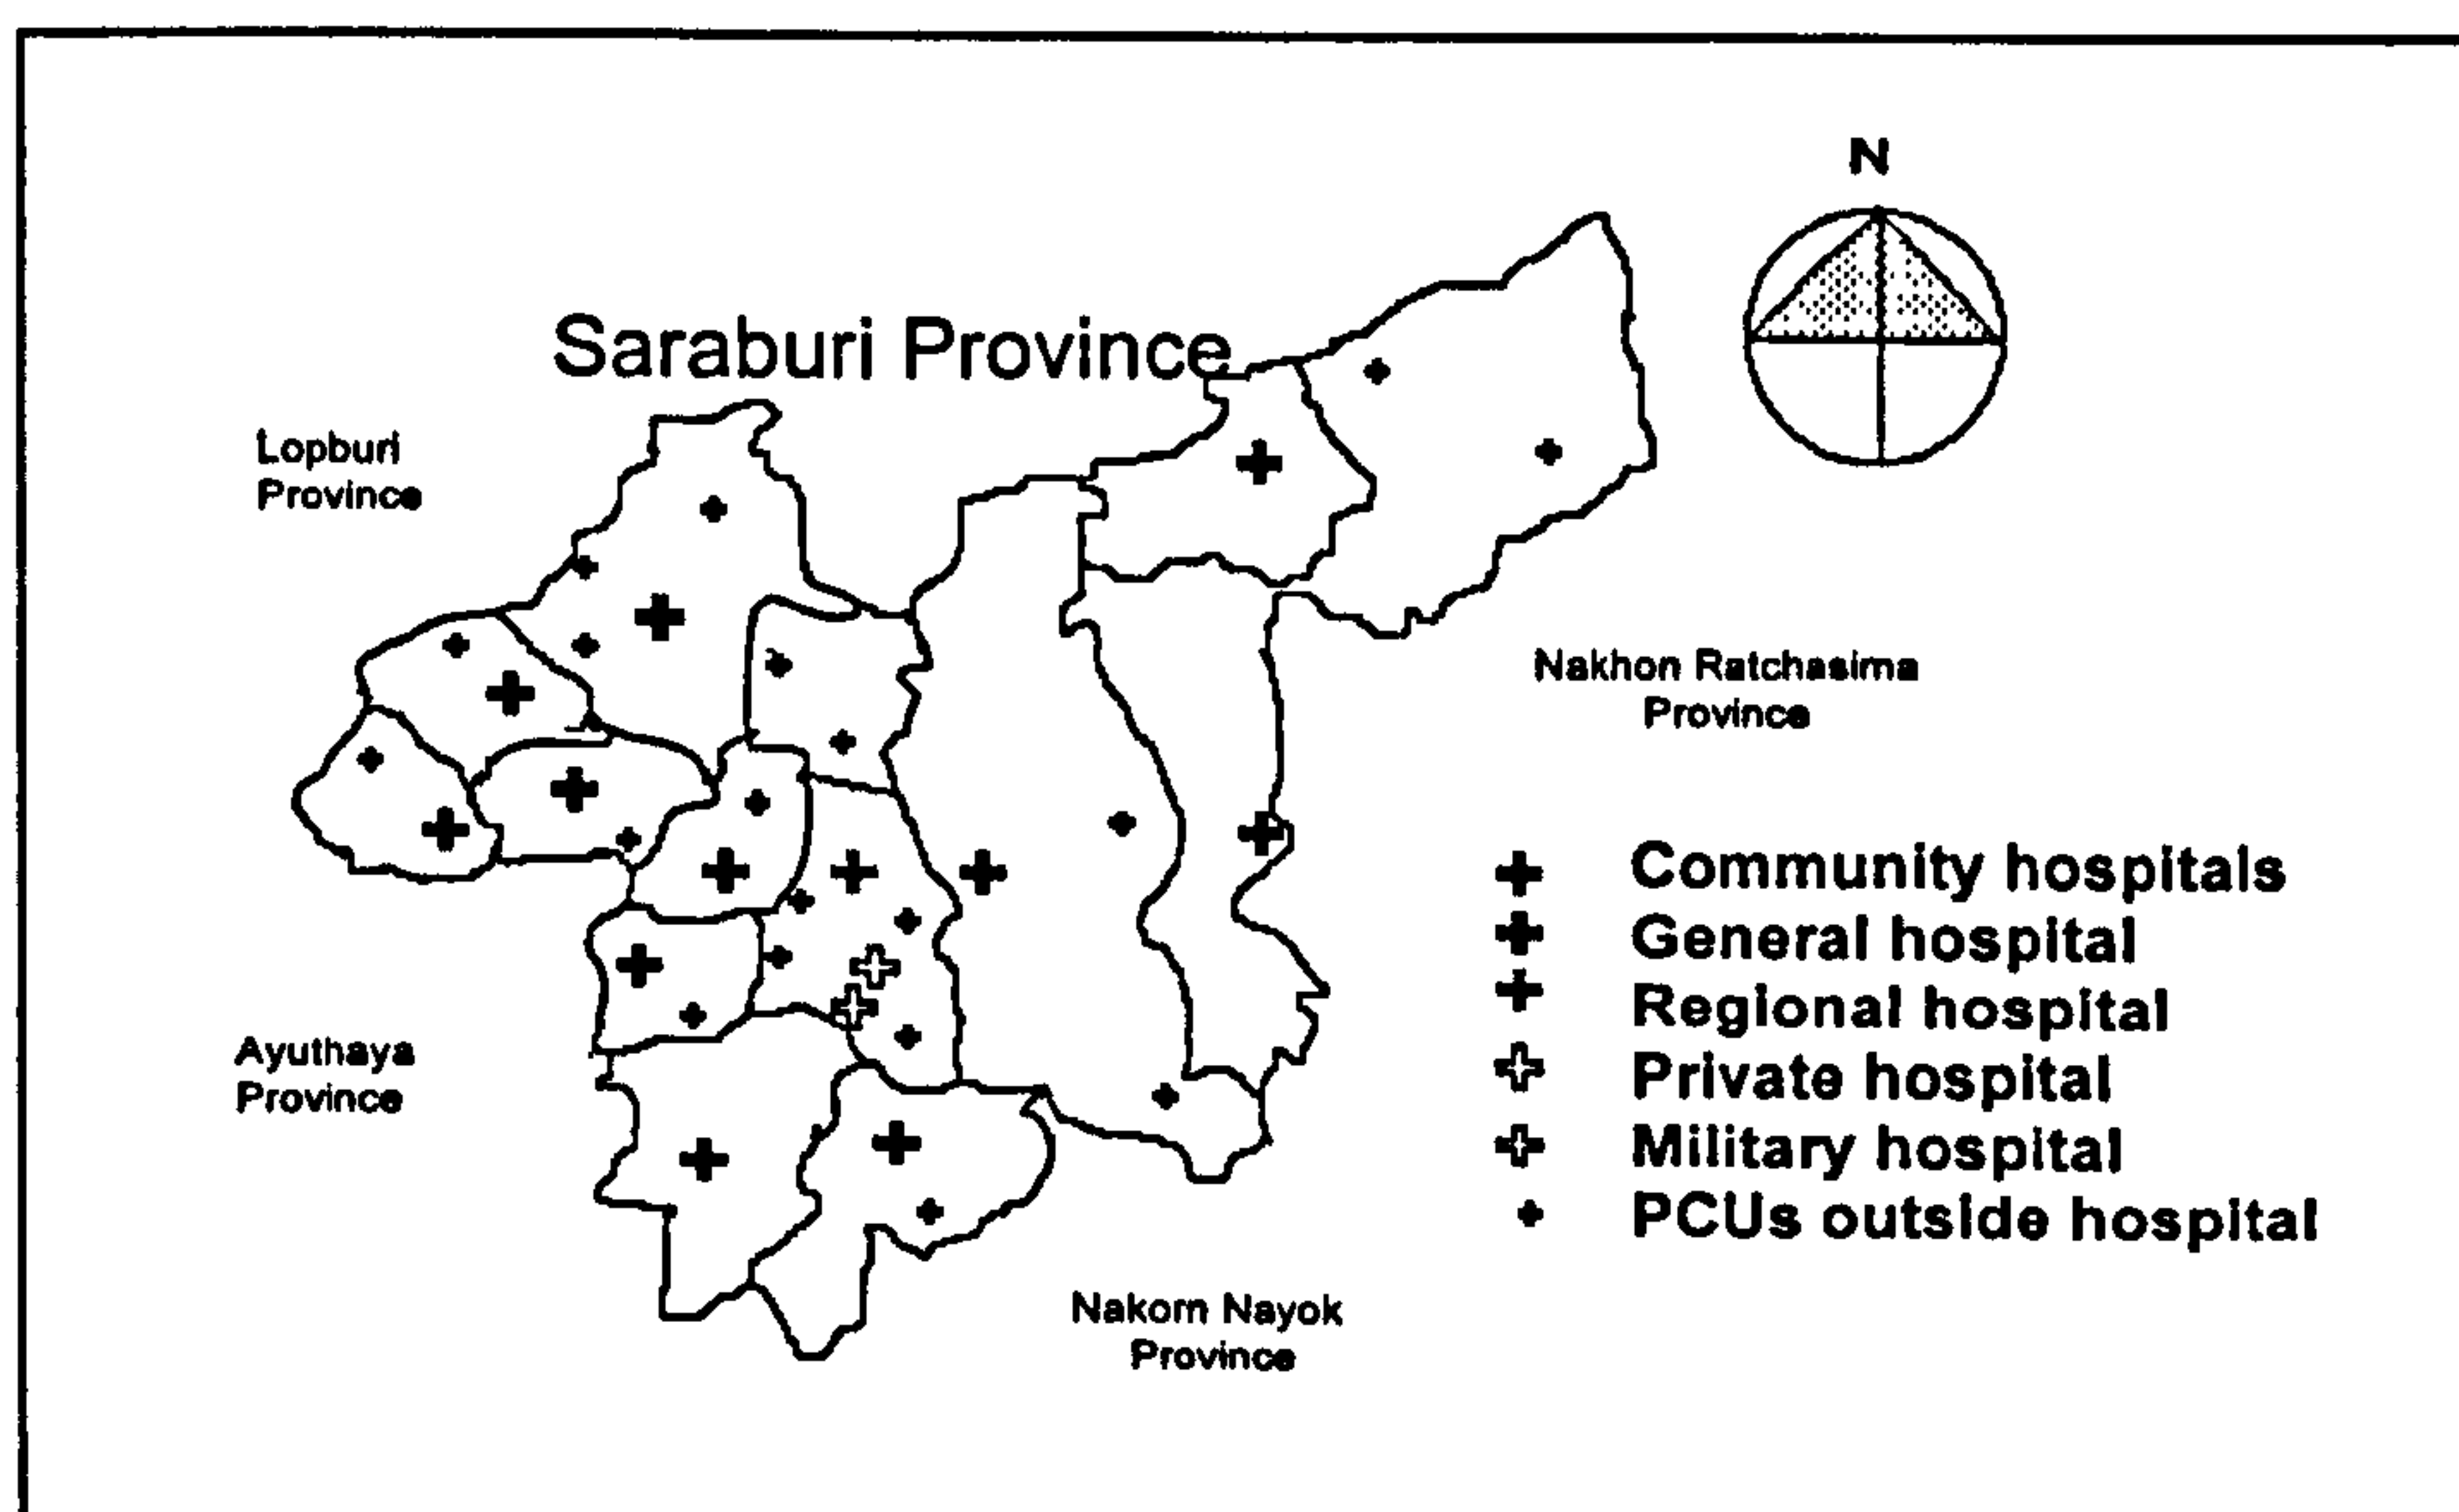 N
Saraburi Province
Lopburi
Province
Nakhon Ratchasima
Province
Community hospitals
General hospital
Regional hospital
Private hospital
Military hospital
PCUs outside hospital
Ayuthaya
Province
Nakorn Nayok
Province